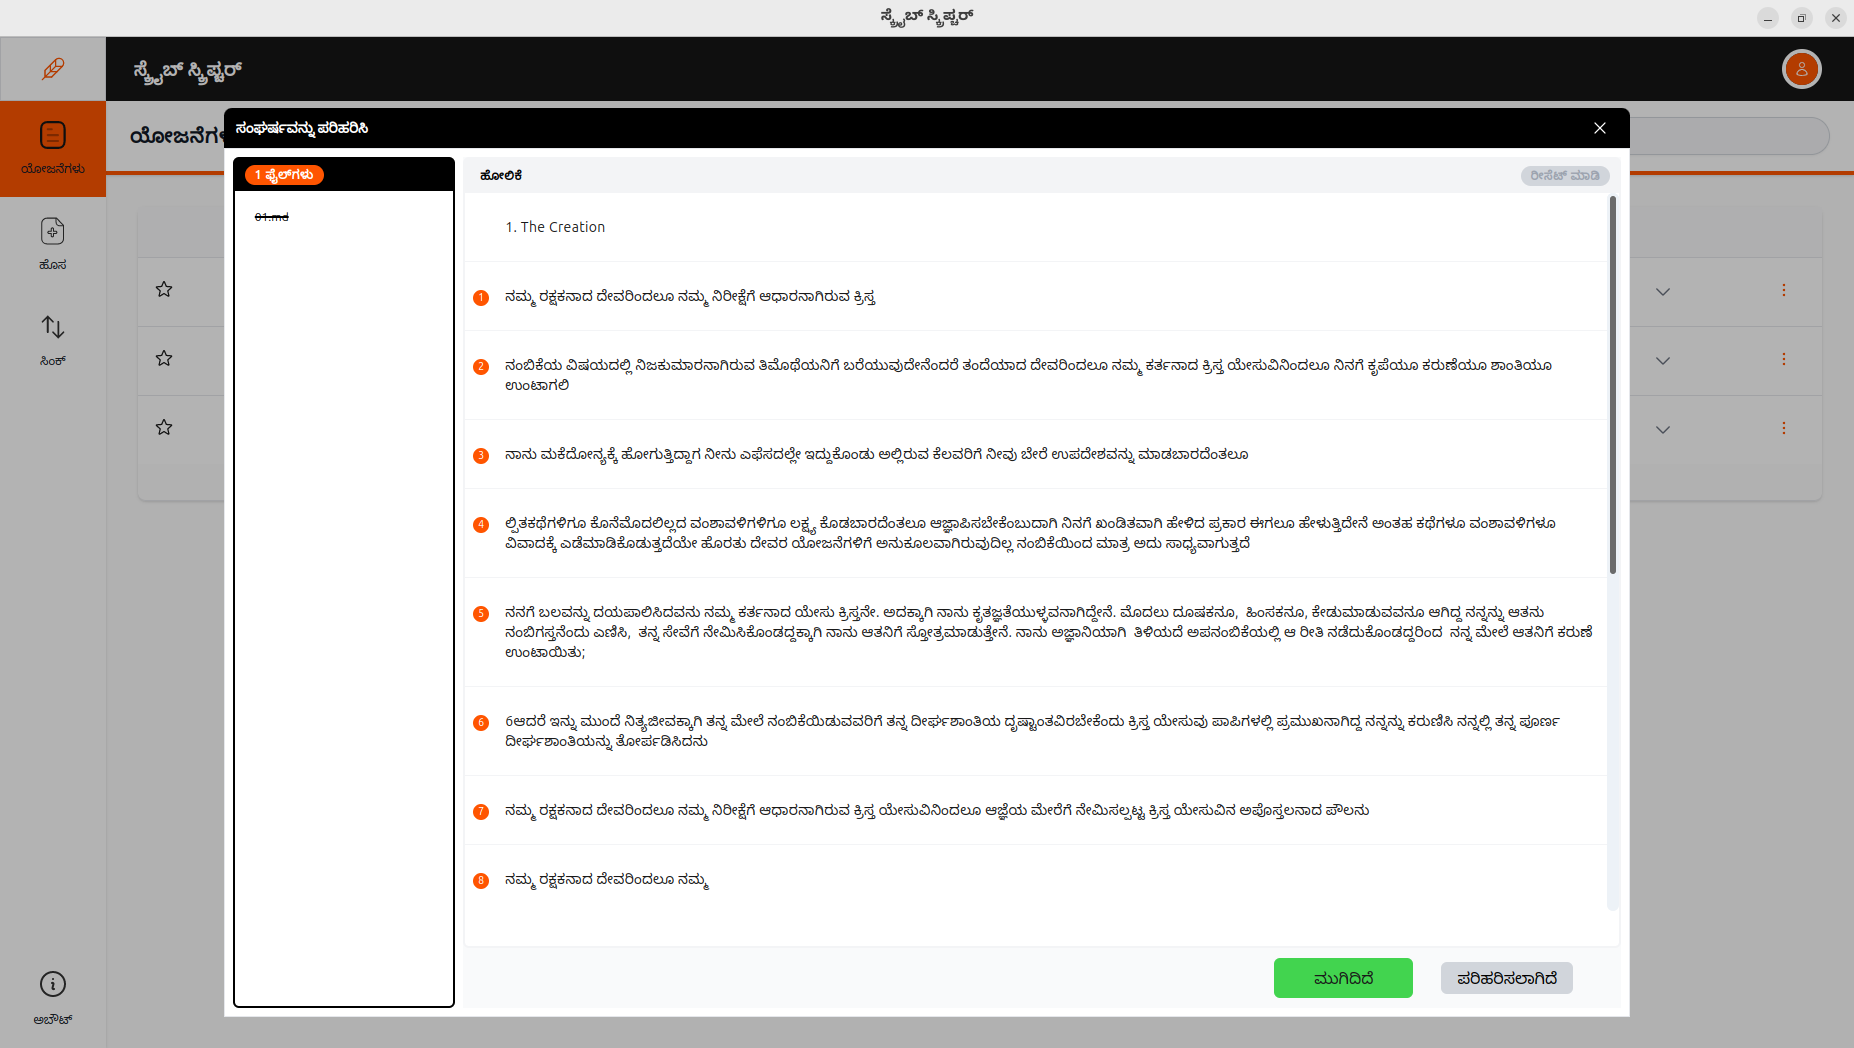 ಸ್ಕ್ರೈಬ್ ಸ್ಕ್ರಿಪ್ಚರ್
ಸ್ಕ್ರೈಬ್ ಸ್ಕ್ರಿಪ್ಚರ್
ಯೋಜನೆಗಳು
ಹೊಸ
ಸಿಂಕ್
ಅಬೌಟ್
ಸಂಘರ್ಷವನ್ನು ಪರಿಹರಿಸಿ
1 ಫೈಲ್‌ಗಳು
01.md
ಹೋಲಿಕೆ
ರೀಸೆಟ್ ಮಾಡಿ
1. The Creation
1 ನಮ್ಮ ರಕ್ಷಕನಾದ ದೇವರಿಂದಲೂ ನಮ್ಮ ನಿರೀಕ್ಷೆಗೆ ಆಧಾರನಾಗಿರುವ ಕ್ರಿಸ್ತ
2 ನಂಬಿಕೆಯ ವಿಷಯದಲ್ಲಿ ನಿಜಕುಮಾರನಾಗಿರುವ ತಿಮೊಥೆಯನಿಗೆ ಬರೆಯುವುದೇನೆಂದರೆ ತಂದೆಯಾದ ದೇವರಿಂದಲೂ ನಮ್ಮ ಕರ್ತನಾದ ಕ್ರಿಸ್ತ ಯೇಸುವಿನಿಂದಲೂ ನಿನಗೆ ಕೃಪೆಯೂ ಕರುಣೆಯೂ ಶಾಂತಿಯೂ
ಉಂಟಾಗಲಿ
3 ನಾನು ಮಕೆದೋನ್ಯಕ್ಕೆ ಹೋಗುತ್ತಿದ್ದಾಗ ನೀನು ಎಫೆಸದಲ್ಲೇ ಇದ್ದುಕೊಂಡು ಅಲ್ಲಿರುವ ಕೆಲವರಿಗೆ ನೀವು ಬೇರೆ ಉಪದೇಶವನ್ನು ಮಾಡಬಾರದೆಂತಲೂ
4 ಲ್ಪಿತಕಥೆಗಳಿಗೂ ಕೊನೆಮೊದಲಿಲ್ಲದ ವಂಶಾವಳಿಗಳಿಗೂ ಲಕ್ಷ್ಯ ಕೊಡಬಾರದೆಂತಲೂ ಆಜ್ಞಾಪಿಸಬೇಕೆಂಬುದಾಗಿ ನಿನಗೆ ಖಂಡಿತವಾಗಿ ಹೇಳಿದ ಪ್ರಕಾರ ಈಗಲೂ ಹೇಳುತ್ತಿದೇನೆ ಅಂತಹ ಕಥೆಗಳೂ ವಂಶಾವಳಿಗಳೂ
ವಿವಾದಕ್ಕೆ ಎಡೆಮಾಡಿಕೊಡುತ್ತದೆಯೇ ಹೊರತು ದೇವರ ಯೋಜನೆಗಳಿಗೆ ಅನುಕೂಲವಾಗಿರುವುದಿಲ್ಲ ನಂಬಿಕೆಯಿಂದ ಮಾತ್ರ ಅದು ಸಾಧ್ಯವಾಗುತ್ತದೆ
5 ನನಗೆ ಬಲವನ್ನು ದಯಪಾಲಿಸಿದವನು ನಮ್ಮ ಕರ್ತನಾದ ಯೇಸು ಕ್ರಿಸ್ತನೇ. ಅದಕ್ಕಾಗಿ ನಾನು ಕೃತಜ್ಞತೆಯುಳ್ಳವನಾಗಿದ್ದೇನೆ. ಮೊದಲು ದೂಷಕನೂ, ಹಿಂಸಕನೂ, ಕೇಡುಮಾಡುವವನೂ ಆಗಿದ್ದ ನನ್ನನ್ನು ಆತನು
ನಂಬಿಗಸ್ತನೆಂದು ಎಣಿಸಿ, ತನ್ನ ಸೇವೆಗೆ ನೇಮಿಸಿಕೊಂಡದ್ದಕ್ಕಾಗಿ ನಾನು ಆತನಿಗೆ ಸ್ತೋತ್ರಮಾಡುತ್ತೇನೆ. ನಾನು ಅಜ್ಞಾನಿಯಾಗಿ ತಿಳಿಯದೆ ಅಪನಂಬಿಕೆಯಲ್ಲಿ ಆ ರೀತಿ ನಡೆದುಕೊಂಡದ್ದರಿಂದ ನನ್ನ ಮೇಲೆ ಆತನಿಗೆ ಕರುಣೆ
ಉಂಟಾಯಿತು;
6 6ಆದರೆ ಇನ್ನು ಮುಂದೆ ನಿತ್ಯಜೀವಕ್ಕಾಗಿ ತನ್ನ ಮೇಲೆ ನಂಬಿಕೆಯಿಡುವವರಿಗೆ ತನ್ನ ದೀರ್ಘಶಾಂತಿಯ ದೃಷ್ಟಾಂತವಿರಬೇಕೆಂದು ಕ್ರಿಸ್ತ ಯೇಸುವು ಪಾಪಿಗಳಲ್ಲಿ ಪ್ರಮುಖನಾಗಿದ್ದ ನನ್ನನ್ನು ಕರುಣಿಸಿ ನನ್ನಲ್ಲಿ ತನ್ನ ಪೂರ್ಣ
ದೀರ್ಘಶಾಂತಿಯನ್ನು ತೋರ್ಪಡಿಸಿದನು
7 ನಮ್ಮ ರಕ್ಷಕನಾದ ದೇವರಿಂದಲೂ ನಮ್ಮ ನಿರೀಕ್ಷೆಗೆ ಆಧಾರನಾಗಿರುವ ಕ್ರಿಸ್ತ ಯೇಸುವಿನಿಂದಲೂ ಆಜ್ಞೆಯ ಮೇರೆಗೆ ನೇಮಿಸಲ್ಪಟ್ಟ ಕ್ರಿಸ್ತ ಯೇಸುವಿನ ಅಪೊಸ್ತಲನಾದ ಪೌಲನು
8 ನಮ್ಮ ರಕ್ಷಕನಾದ ದೇವರಿಂದಲೂ ನಮ್ಮ
ಮುಗಿದಿದೆ
ಪರಿಹರಿಸಲಾಗಿದೆ